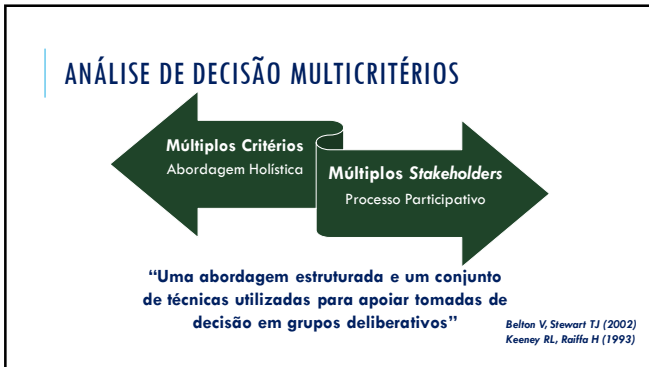 ANÁLISE DE DECISÃO MULTICRITÉRIOS
Múltiplos Critérios
Abordagem Holística
Múltiplos Stakeholders
Processo Participativo
“Uma abordagem estruturada e um conjunto
de técnicas utilizadas para apoiar tomadas de
decisão em grupos deliberativos”
Belton V, Stewart TJ (2002)
Keeney RL, Raiffa H (1993)